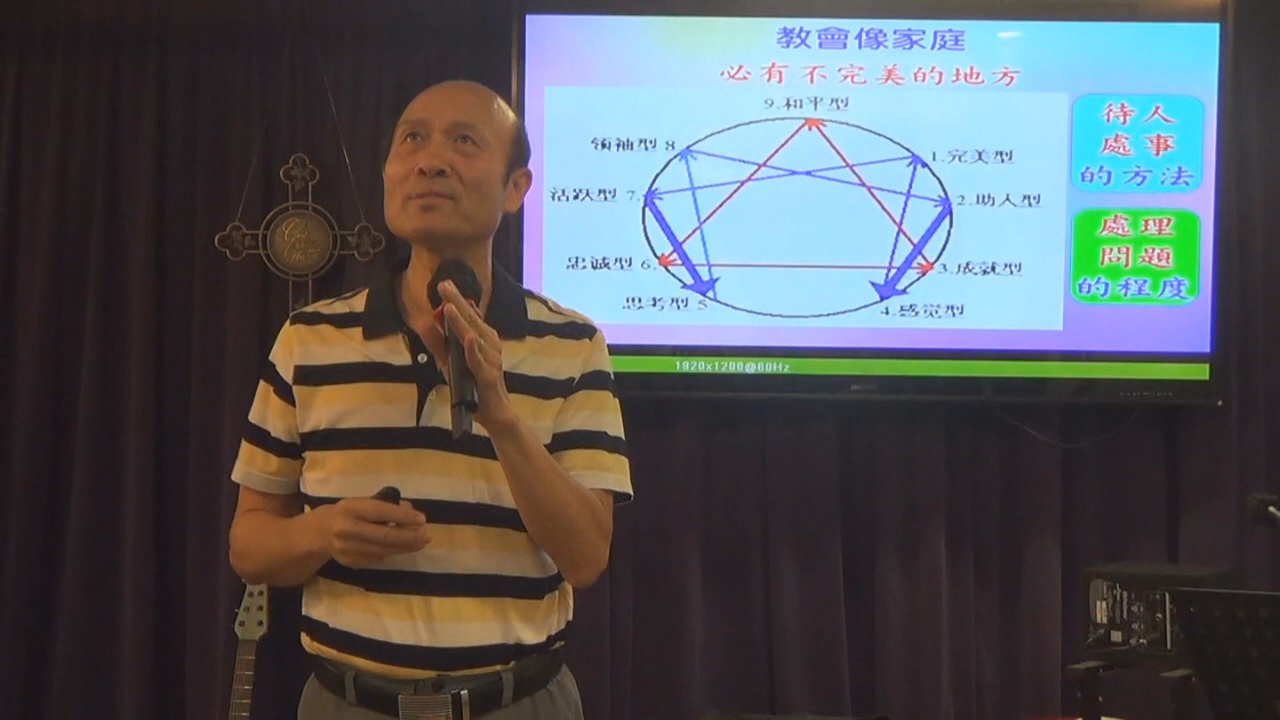 教會像家庭
必有不完美的地方
9.和平型
领袖型 8
1.完美型
活跃型 7.
2.助人型
忠诚型 6.
3.成就型
思考型 5
4.感觉型
待人
處事
的方法
處理
問題
的程度
1920x1200@60Hz